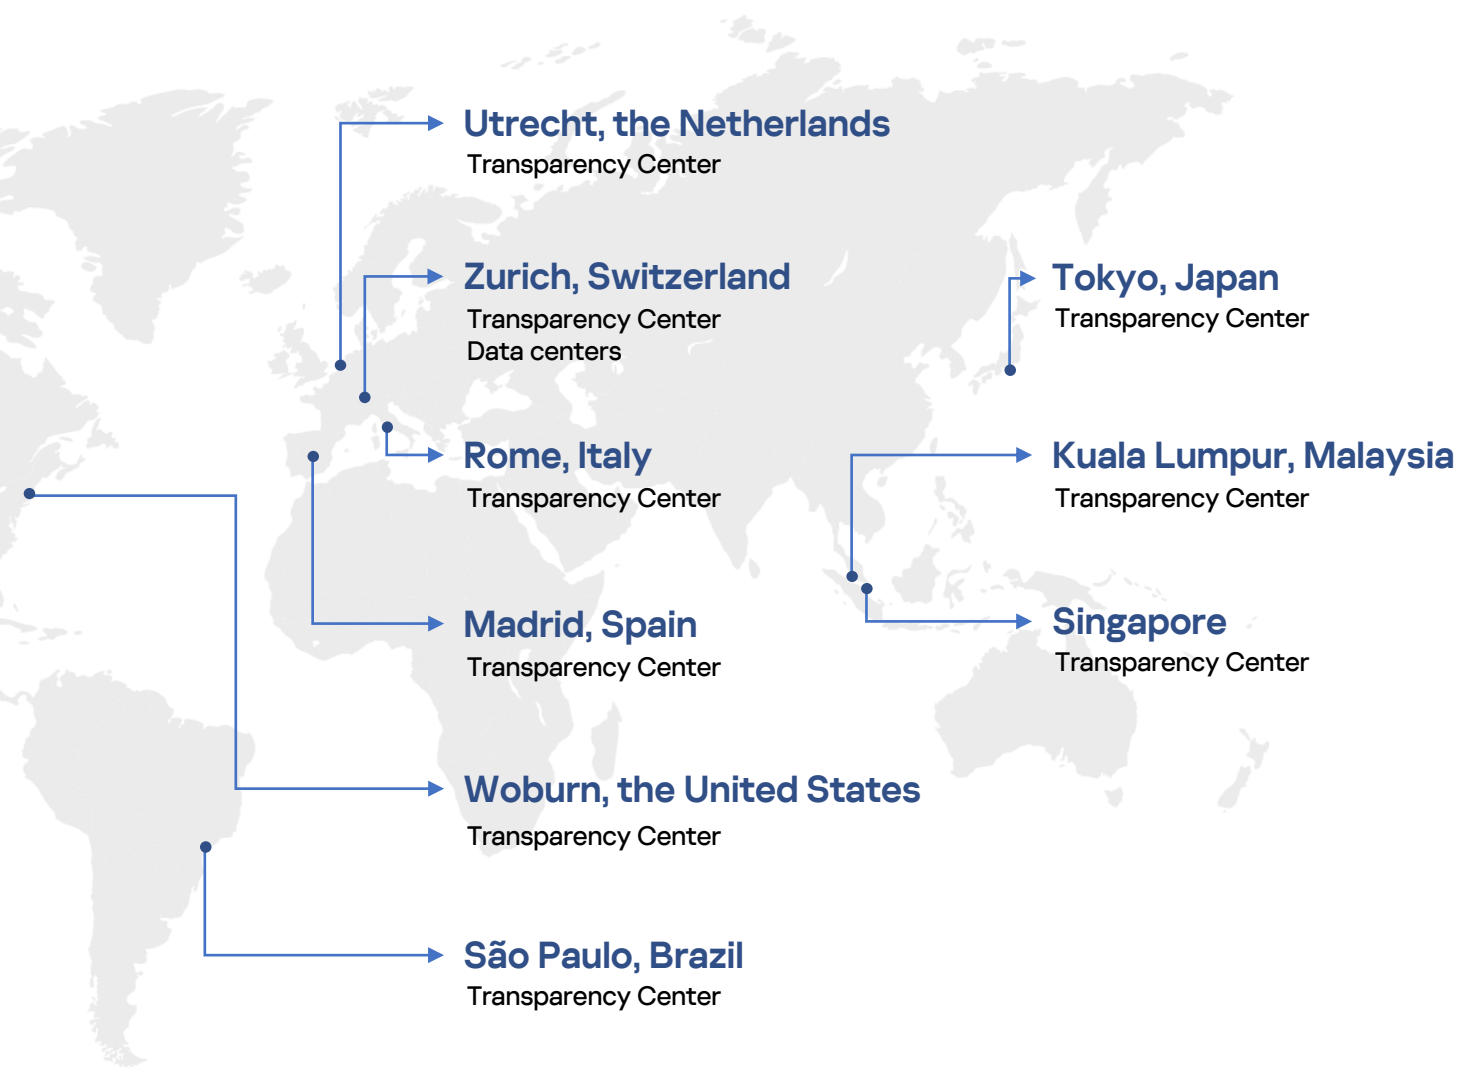 Utrecht, the Netherlands
Transparency Center
Zurich, Switzerland
Transparency Center
Data centers
Rome, Italy
Transparency Center
Madrid, Spain
Transparency Center
Woburn, the United States
Transparency Center
São Paulo, Brazil
Transparency Center
Tokyo, Japan
Transparency Center
Kuala Lumpur, Malaysia
Transparency Center
Singapore
Transparency Center